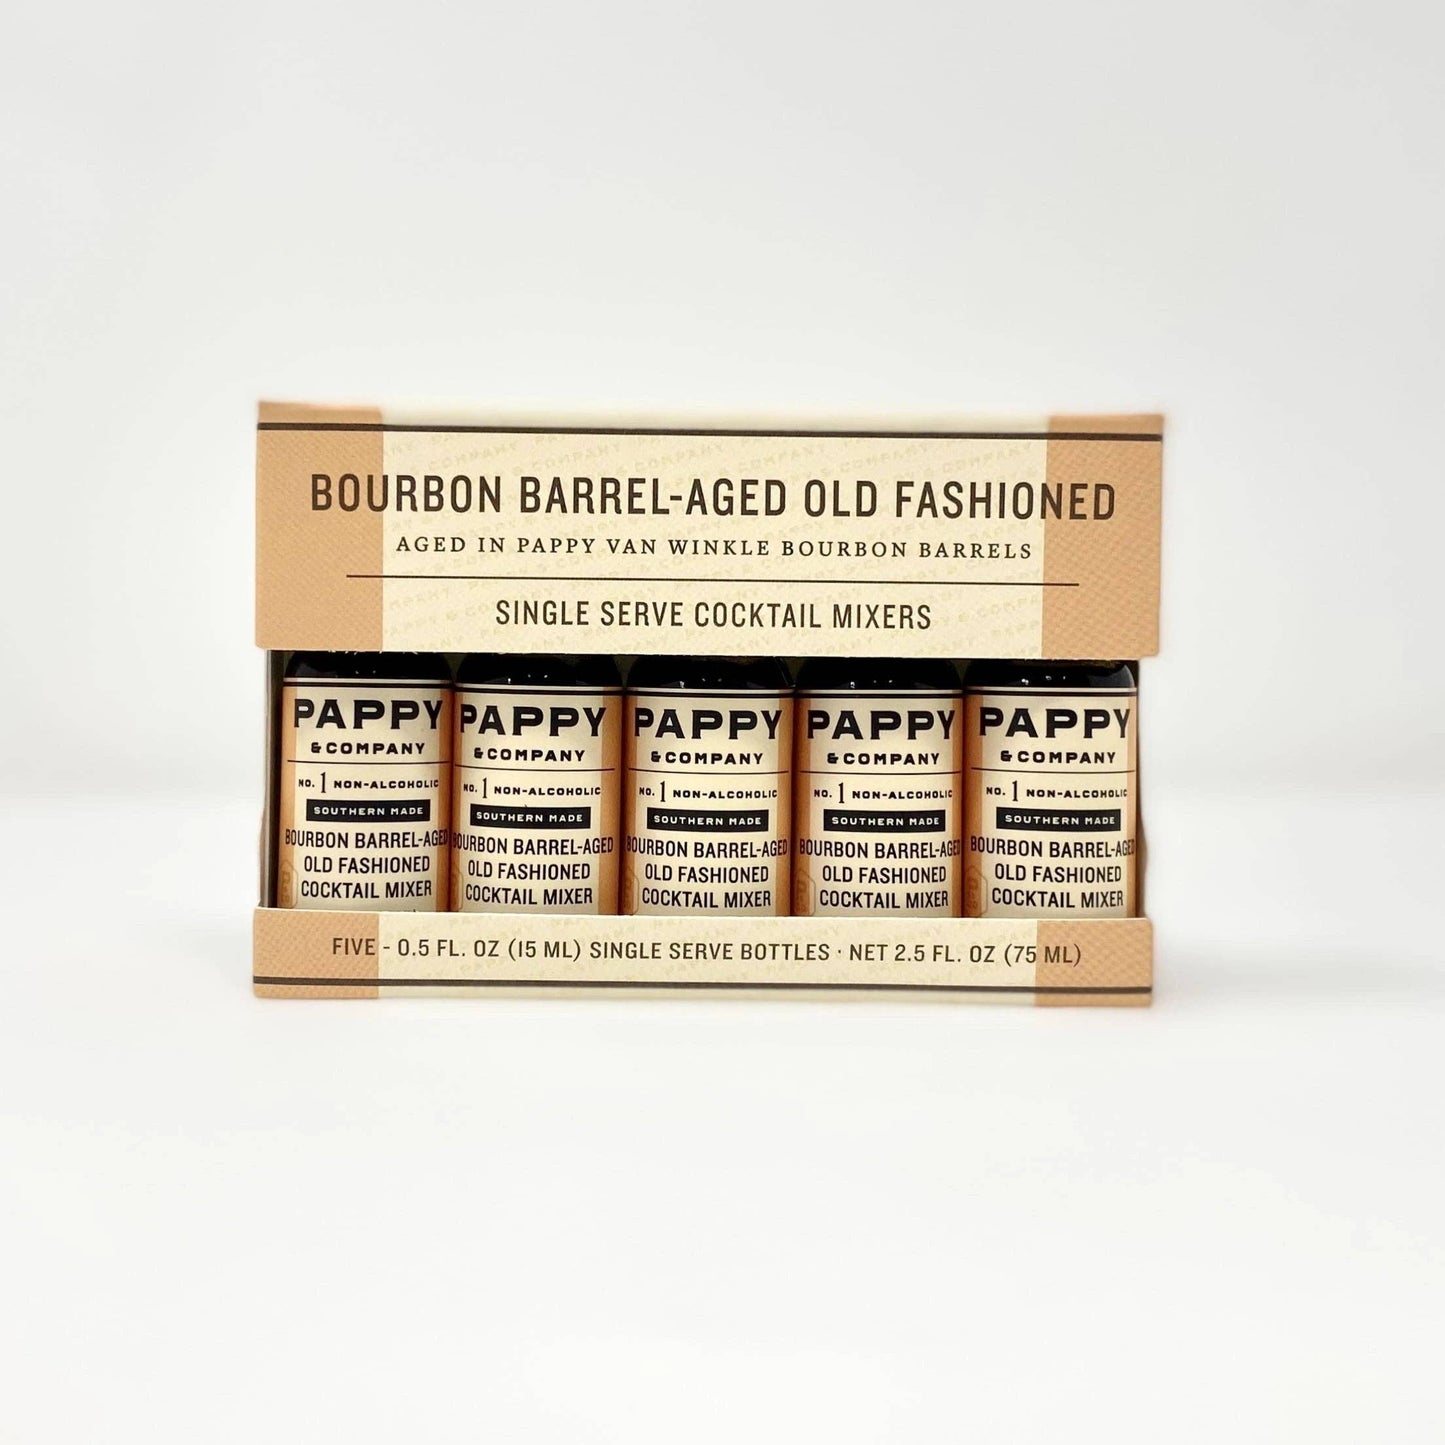 BOURBON BARREL-AGED OLD FASHIONED
AGED IN PAPPY VAN WINKLE BOURBON BARRELS
SINGLE SERVE COCKTAIL MIXERS
PAPPY
& COMPANY
NO. 1 NON-ALCOHOLIC
SOUTHERN MADE
BOURBON BARREL-AGED
OLD FASHIONED
COCKTAIL MIXER
PAPPY
& COMPANY
NO. 1 NON-ALCOHOLIC
SOUTHERN MADE
BOURBON BARREL-AGED
OLD FASHIONED
COCKTAIL MIXER
PAPPY
& COMPANY
NO. 1 NON-ALCOHOLIC
SOUTHERN MADE
BOURBON BARREL-AGED
OLD FASHIONED
COCKTAIL MIXER
PAPPY
& COMPANY
NO. 1 NON-ALCOHOLIC
SOUTHERN MADE
BOURBON BARREL-AGED
OLD FASHIONED
COCKTAIL MIXER
PAPPY
& COMPANY
NO. 1 NON-ALCOHOLIC
SOUTHERN MADE
BOURBON BARREL-AGED
OLD FASHIONED
COCKTAIL MIXER
FIVE - 0.5 FL. OZ (15 ML) SINGLE SERVE BOTTLES · NET 2.5 FL. OZ (75 ML)